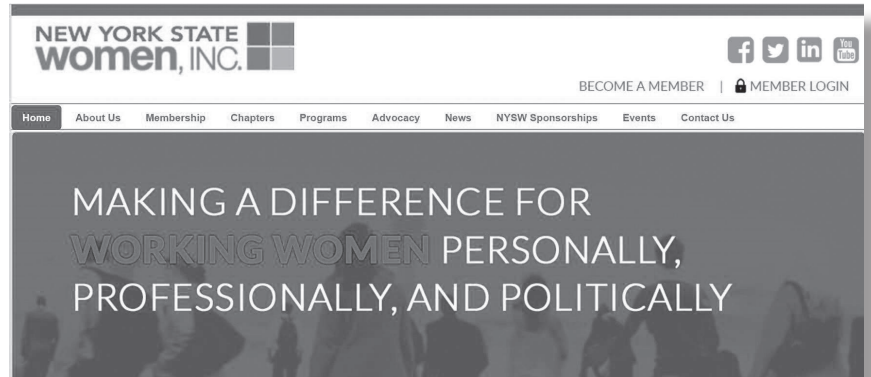 NEW YORK STATE
women, INC.
f in You Tube
BECOME A MEMBER | MEMBER LOGIN
Home About Us Membership Chapters Programs Advocacy News NYSW Sponsorships Events Contact Us
MAKING A DIFFERENCE FOR
WORKING WOMEN PERSONALLY,
PROFESSIONALLY, AND POLITICALLY